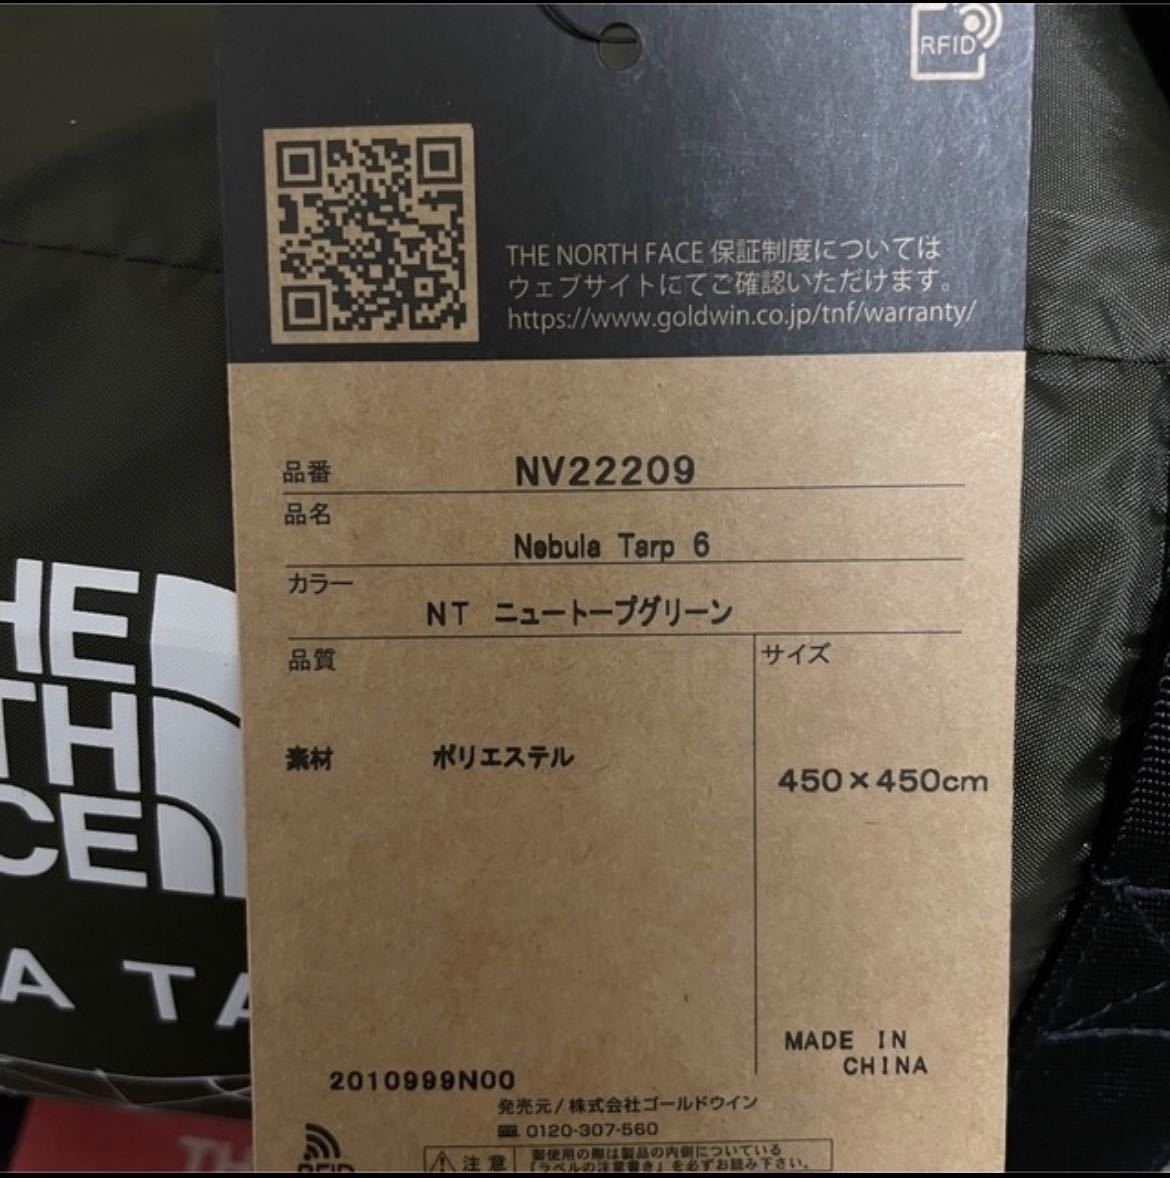 RFID
THE NORTH FACE 保証制度については
ウェブサイトにてご確認いただけます。
https://www.goldwin.co.jp/tnf/warranty/
品番 NV22209
品名
Nebula Tarp 6
カラー
NT ニュートープグリーン
品質
サイズ
素材 ポリエステル
450×450cm
MADE IN
CHINA
2010999N00
発売元/株式会社ゴールドウイン
0120-307-560
RFID
注意
御使用の際は製品の内側についている
「ラベルの注意書き」を必ずお読み下さい。
HE
TH
CE
A TA
TH